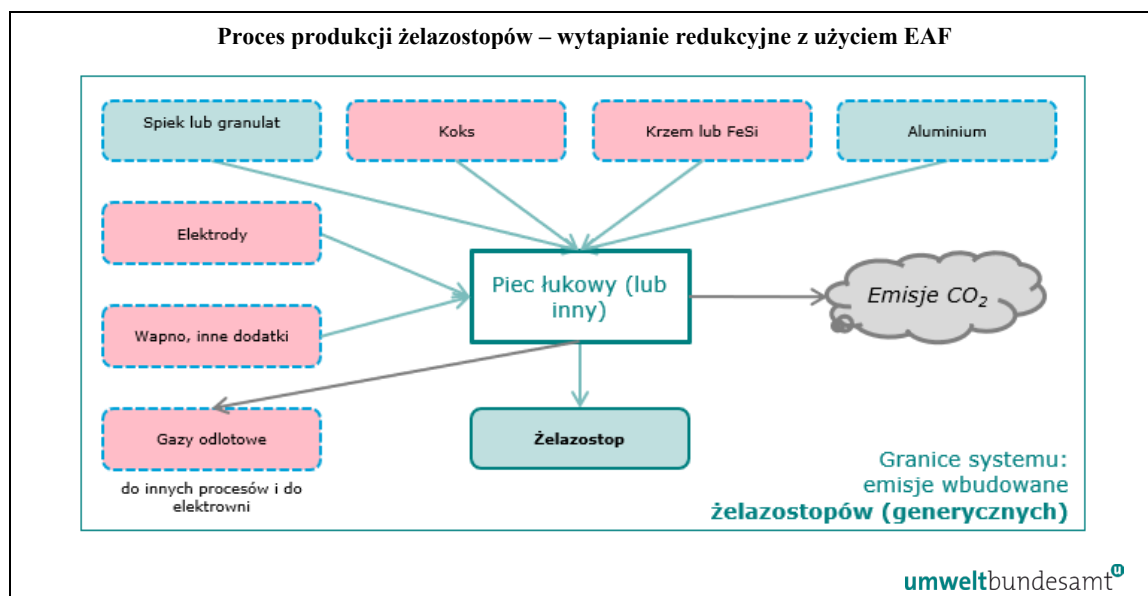 Proces produkcji żelazostopów – wytapianie redukcyjne z użyciem EAF
Spiek lub granulat
Koks
Krzem lub FeSi
Aluminium
Elektrody
Piec łukowy (lub
inny)
Emisje CO₂
Wapno, inne dodatki
Gazy odlotowe
Żelazostop
do innych procesów i do
elektrowni
Granice systemu:
emisje wbudowane
żelazostopów (generycznych)
umweltbundesamt u